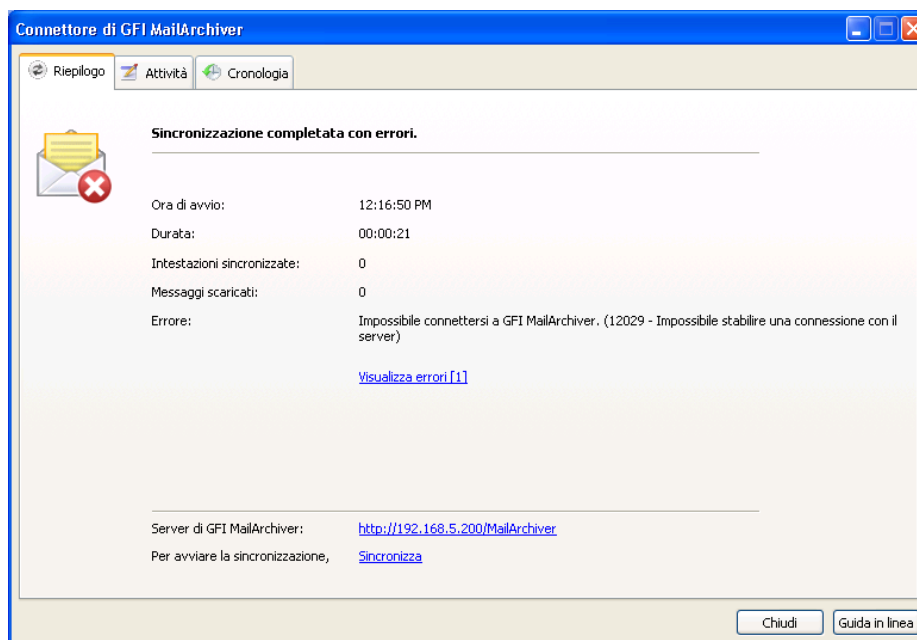 Connettore di GFI MailArchiver
Riepilogo Attività Cronologia
Sincronizzazione completata con errori.
Ora di avvio: 12:16:50 PM
Durata: 00:00:21
Intestazioni sincronizzate: 0
Messaggi scaricati: 0
Errore: Impossibile connettersi a GFI MailArchiver. (12029 - Impossibile stabilire una connessione con il
server)
Visualizza errori [1]
Server di GFI MailArchiver: http://192.168.5.200/MailArchiver
Per avviare la sincronizzazione, Sincronizza
Chiudi Guida in linea